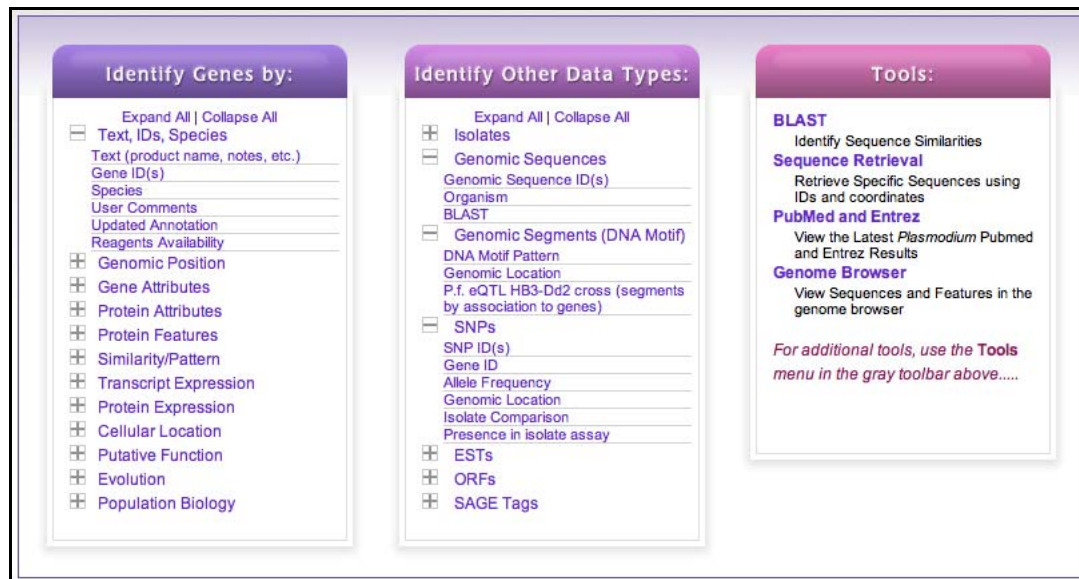 Identify Genes by:
Expand All | Collapse All
Text, IDs, Species
Text (product name, notes, etc.)
Gene ID(s)
Species
User Comments
Updated Annotation
Reagents Availability
Genomic Position
Gene Attributes
Protein Attributes
Protein Features
Similarity/Pattern
Transcript Expression
Protein Expression
Cellular Location
Putative Function
Evolution
Population Biology
Identify Other Data Types:
Expand All | Collapse All
Isolates
Genomic Sequences
Genomic Sequence ID(s)
Organism
BLAST
Genomic Segments (DNA Motif)
DNA Motif Pattern
Genomic Location
P.f. eQTL HB3-Dd2 cross (segments
by association to genes)
SNPs
SNP ID(s)
Gene ID
Allele Frequency
Genomic Location
Isolate Comparison
Presence in isolate assay
ESTs
ORFs
SAGE Tags
Tools:
BLAST
Identify Sequence Similarities
Sequence Retrieval
Retrieve Specific Sequences using
IDs and coordinates
PubMed and Entrez
View the Latest Plasmodium Pubmed
and Entrez Results
Genome Browser
View Sequences and Features in the
genome browser
For additional tools, use the Tools
menu in the gray toolbar above.....